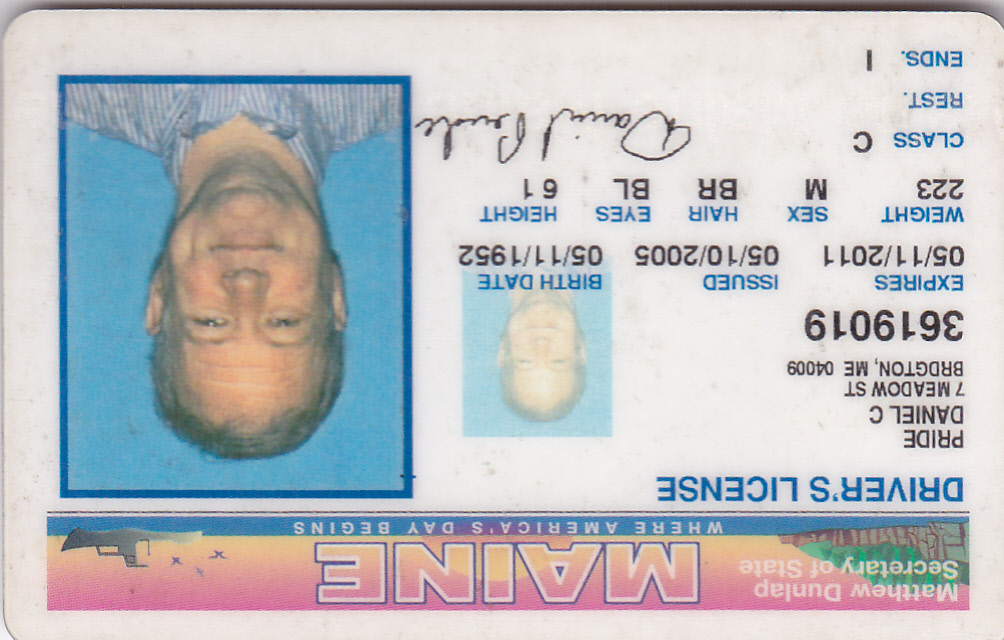 MAINE
WHERE AMERICA'S DAY BEGINS
Matthew Dunlap
Secretary of State
DRIVER'S LICENSE
PRIDE
DANIEL C
7 MEADOW ST
BRDGTON, ME 04009
3619019
EXPIRES ISSUED BIRTH DATE
05/11/2011 05/10/2005 05/11/1952
WEIGHT SEX HAIR EYES HEIGHT
223 M BR BL 6 1
CLASS C
REST.
ENDS. I
Daniel Pride